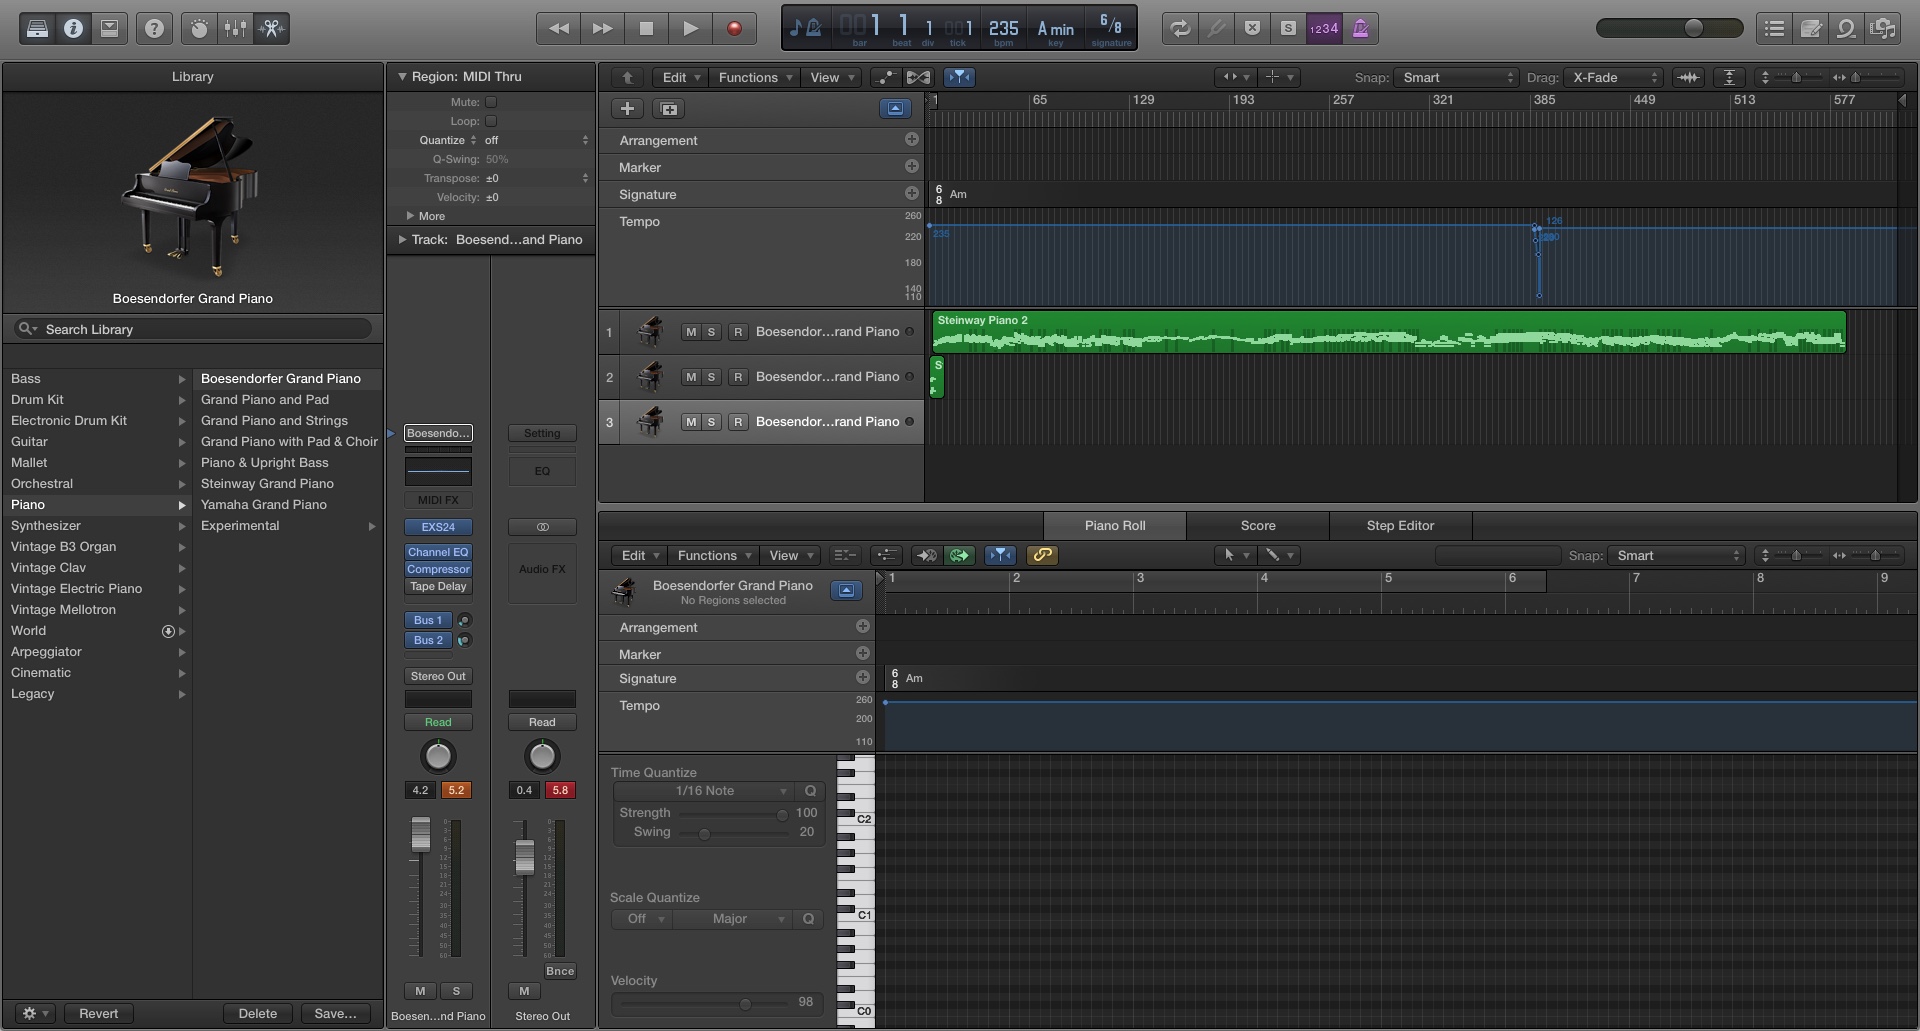 001 1 1 001 235 A min 6/8
bar beat div tick bpm key signature
S 1234
Library
Region: MIDI Thru
Edit Functions View Snap: Smart Drag: X-Fade
Mute:
Loop:
Quantize off
Q-Swing: 50%
Transpose: ±0
Velocity: ±0
More
Track: Boesend...and Piano
1 65 129 193 257 321 385 449 513 577
Arrangement
Marker
Signature 6/8 Am
Tempo
260
220
180
140
110
235
126
Boesendorfer Grand Piano
Search Library
Bass
Drum Kit
Electronic Drum Kit
Guitar
Mallet
Orchestral
Piano
Synthesizer
Vintage B3 Organ
Vintage Clav
Vintage Electric Piano
Vintage Mellotron
World
Arpeggiator
Cinematic
Legacy
Boesendorfer Grand Piano
Grand Piano and Pad
Grand Piano and Strings
Grand Piano with Pad & Choir
Piano & Upright Bass
Steinway Grand Piano
Yamaha Grand Piano
Experimental
Revert Delete Save...
1 M S R Boesendor...rand Piano
Steinway Piano 2
2 M S R Boesendor...rand Piano
S
3 M S R Boesendor...rand Piano
Boesendo... Setting
EQ
MIDI FX
EXS24
Channel EQ
Compressor
Tape Delay
Audio FX
Bus 1
Bus 2
Stereo Out
Read Read
4.2 5.2 0.4 5.8
Bnce
M S M
Boesen...nd Piano Stereo Out
Piano Roll Score Step Editor
Edit Functions View Snap: Smart
Boesendorfer Grand Piano
No Regions selected
1 2 3 4 5 6 7 8 9
Arrangement
Marker
Signature 6/8 Am
Tempo
260
200
110
Time Quantize
1/16 Note Q
Strength 100
Swing 20
Scale Quantize
Off Major Q
Velocity
98
C2
C1
C0